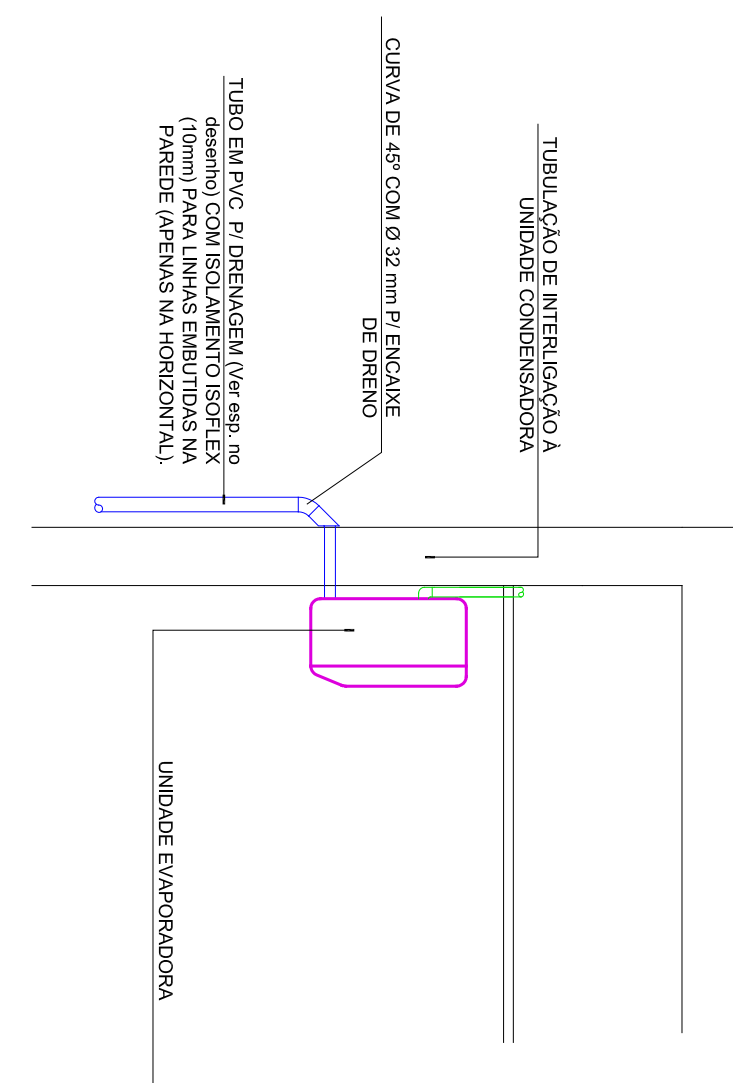 TUBULAÇÃO DE INTERLIGAÇÃO À
UNIDADE CONDENSADORA
CURVA DE 45º COM Ø 32 mm P/ ENCAIXE
DE DRENO
TUBO EM PVC P/ DRENAGEM (Ver esp. no
desenho) COM ISOLAMENTO ISOFLEX
(10mm) PARA LINHAS EMBUTIDAS NA
PAREDE (APENAS NA HORIZONTAL).
UNIDADE EVAPORADORA